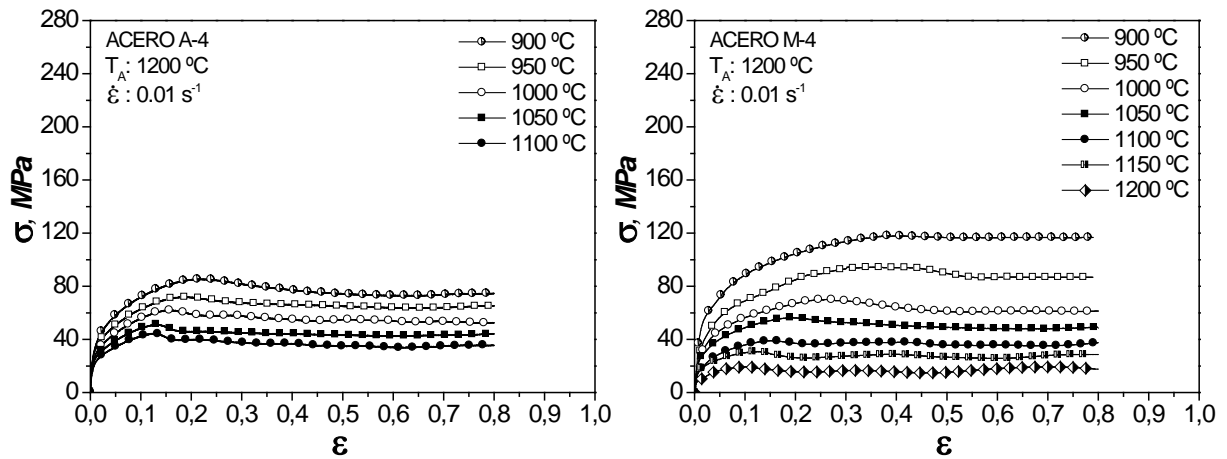 ACERO A-4
T_A: 1200 ºC
ε̇ : 0.01 s⁻¹
900 ºC
950 ºC
1000 ºC
1050 ºC
1100 ºC
280
240
200
160
120
80
40
0
σ, MPa
0,0 0,1 0,2 0,3 0,4 0,5 0,6 0,7 0,8 0,9 1,0
ε
ACERO M-4
T_A: 1200 ºC
ε̇ : 0.01 s⁻¹
900 ºC
950 ºC
1000 ºC
1050 ºC
1100 ºC
1150 ºC
1200 ºC
280
240
200
160
120
80
40
0
σ, MPa
0,0 0,1 0,2 0,3 0,4 0,5 0,6 0,7 0,8 0,9 1,0
ε